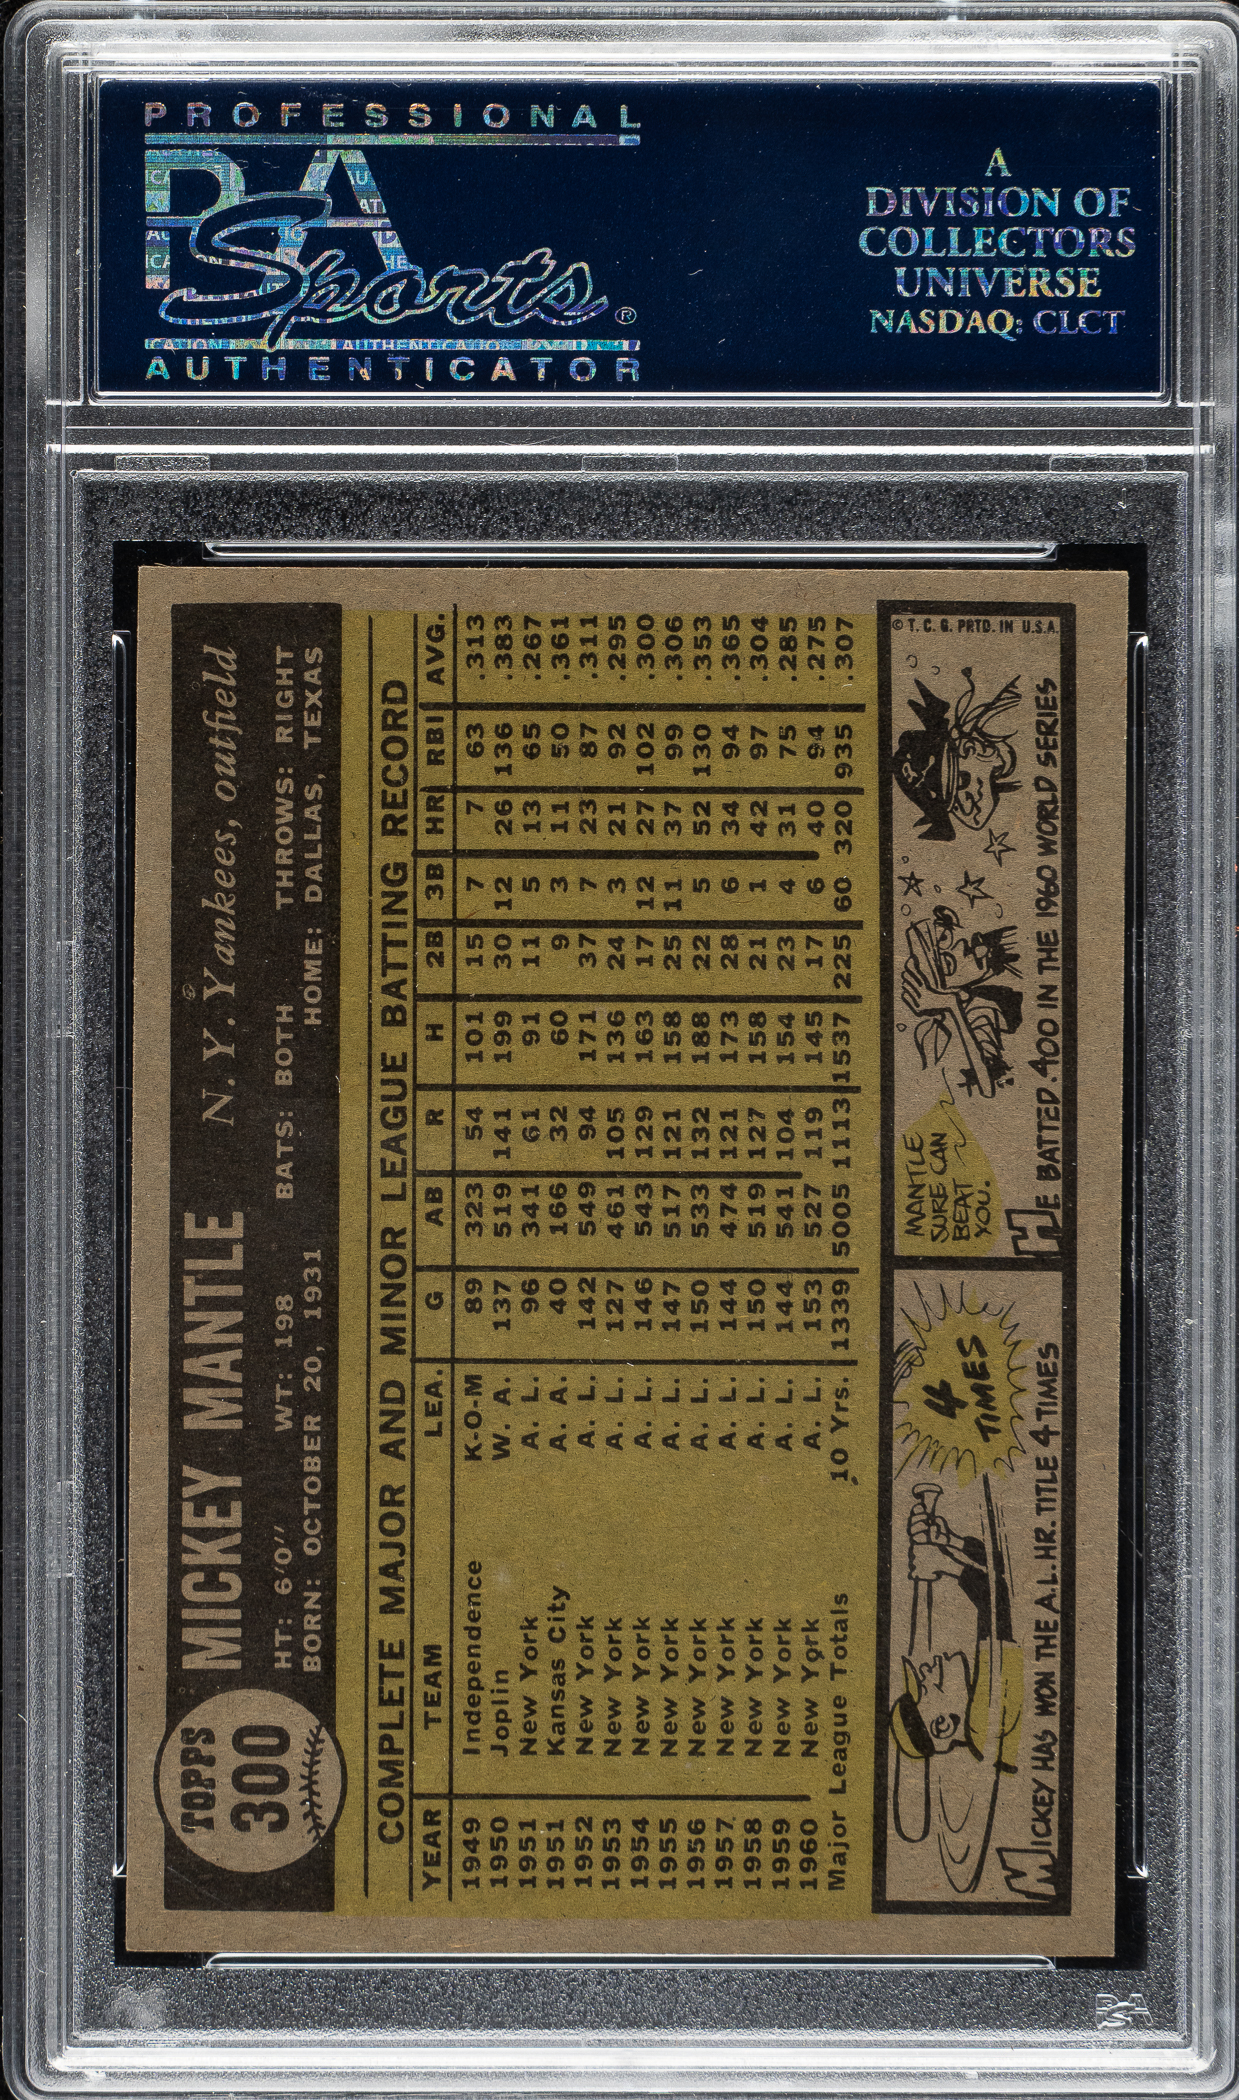 PROFESSIONAL
PSA
Sports®
AUTHENTICATOR
A
DIVISION OF
COLLECTORS
UNIVERSE
NASDAQ: CLCT
TOPPS
300
MICKEY MANTLE N. Y. Yankees, outfield
HT: 6'0" WT: 198 BATS: BOTH THROWS: RIGHT
BORN: OCTOBER 20, 1931 HOME: DALLAS, TEXAS
COMPLETE MAJOR AND MINOR LEAGUE BATTING RECORD
YEAR TEAM LEA. G AB R H 2B 3B HR RBI AVG.
1949 Independence K-O-M 89 323 54 101 15 7 7 63 .313
1950 Joplin W. A. 137 519 141 199 30 12 26 136 .383
1951 New York A. L. 96 341 61 91 11 5 13 65 .267
1951 Kansas City A. A. 40 166 32 60 9 3 11 50 .361
1952 New York A. L. 142 549 94 171 37 7 23 87 .311
1953 New York A. L. 127 461 105 136 24 3 21 92 .295
1954 New York A. L. 146 543 129 163 17 12 27 102 .300
1955 New York A. L. 147 517 121 158 25 11 37 99 .306
1956 New York A. L. 150 533 132 188 22 5 52 130 .353
1957 New York A. L. 144 474 121 173 28 6 34 94 .365
1958 New York A. L. 150 519 127 158 21 1 42 97 .304
1959 New York A. L. 144 541 104 154 23 4 31 75 .285
1960 New York A. L. 153 527 119 145 17 6 40 94 .275
Major League Totals 10 Yrs. 1339 5005 1113 1537 225 60 320 935 .307
4
TIMES
MICKEY HAS WON THE A.L. HR. TITLE 4 TIMES
MANTLE
SURE CAN
BEAT
YOU.
HE BATTED .400 IN THE 1960 WORLD SERIES
© T. C. G. PRTD. IN U.S.A.
PSA